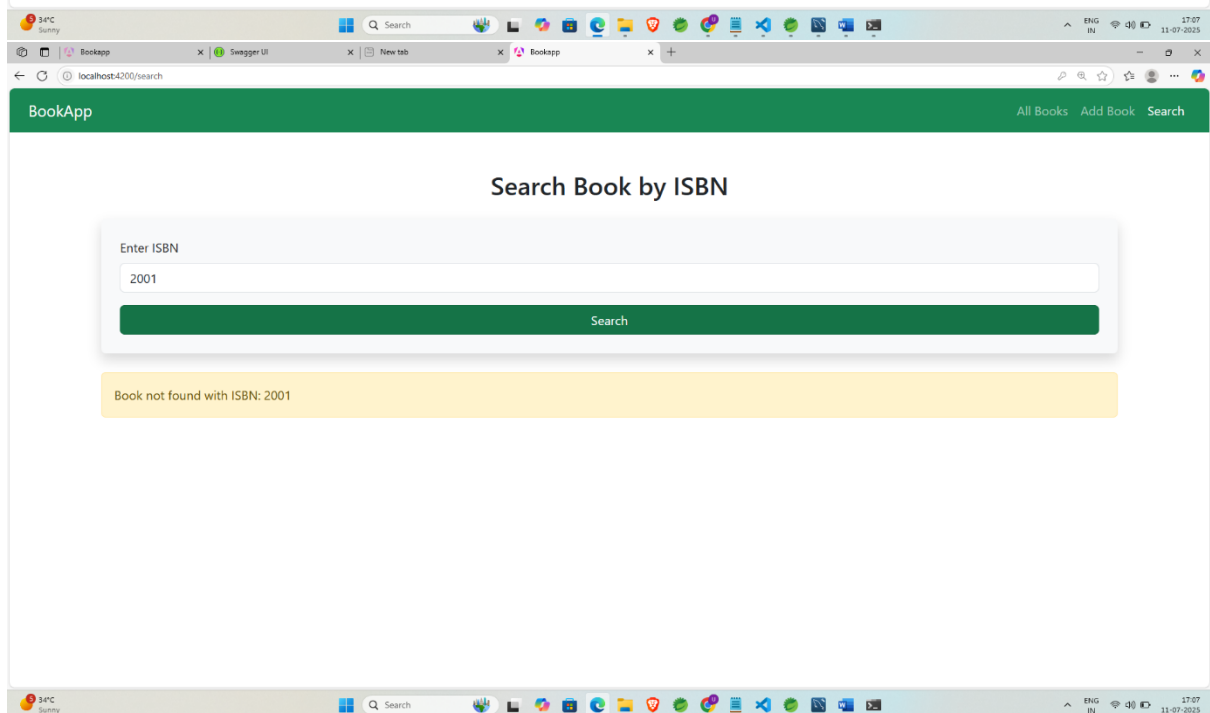 5
34°C
Sunny
Search
ENG
IN
17:07
11-07-2025
Bookapp
Swagger UI
New tab
Bookapp
localhost:4200/search
BookApp
All Books Add Book Search
Search Book by ISBN
Enter ISBN
2001
Search
Book not found with ISBN: 2001
5
34°C
Sunny
Search
ENG
IN
17:07
11-07-2025